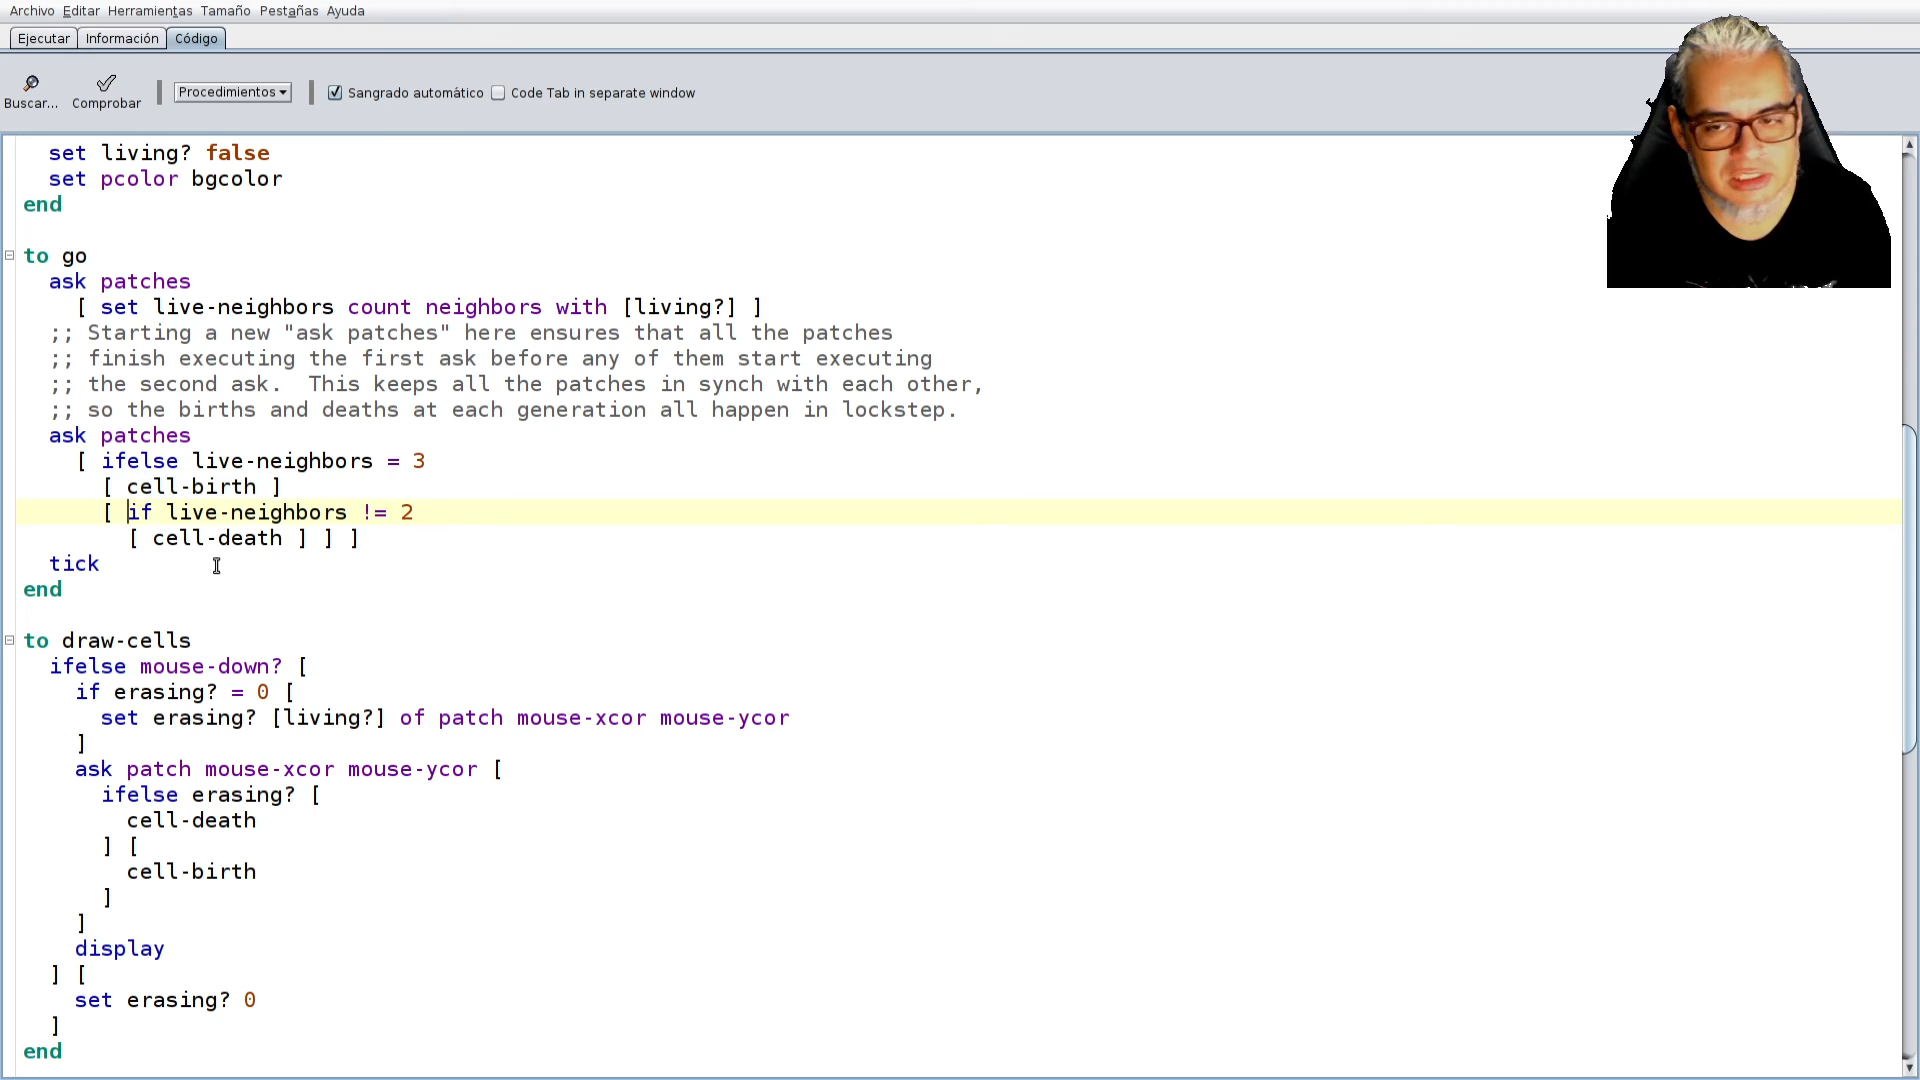 Archivo Editar Herramientas Tamaño Pestañas Ayuda
Ejecutar Información Código
Buscar... Comprobar Procedimientos Sangrado automático Code Tab in separate window
set living? false
set pcolor bgcolor
end
to go
ask patches
[ set live-neighbors count neighbors with [living?] ]
;; Starting a new "ask patches" here ensures that all the patches
;; finish executing the first ask before any of them start executing
;; the second ask.  This keeps all the patches in synch with each other,
;; so the births and deaths at each generation all happen in lockstep.
ask patches
[ ifelse live-neighbors = 3
[ cell-birth ]
[ if live-neighbors != 2
[ cell-death ] ] ]
tick
end
to draw-cells
ifelse mouse-down? [
if erasing? = 0 [
set erasing? [living?] of patch mouse-xcor mouse-ycor
]
ask patch mouse-xcor mouse-ycor [
ifelse erasing? [
cell-death
] [
cell-birth
]
]
display
] [
set erasing? 0
]
end